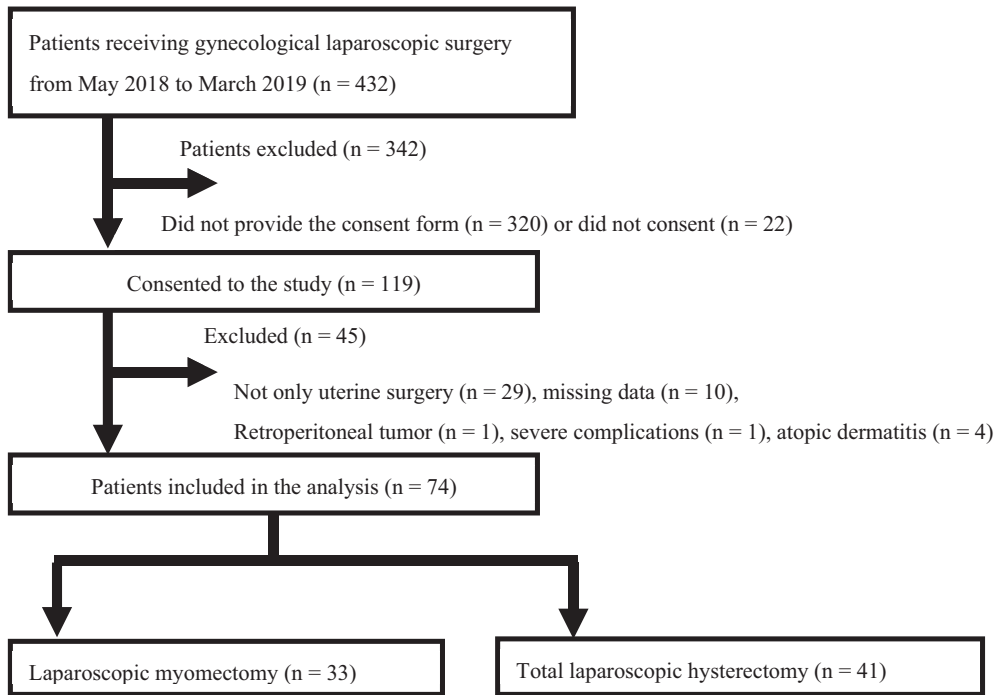 Patients receiving gynecological laparoscopic surgery
from May 2018 to March 2019 (n = 432)
Patients excluded (n = 342)
Did not provide the consent form (n = 320) or did not consent (n = 22)
Consented to the study (n = 119)
Excluded (n = 45)
Not only uterine surgery (n = 29), missing data (n = 10),
Retroperitoneal tumor (n = 1), severe complications (n = 1), atopic dermatitis (n = 4)
Patients included in the analysis (n = 74)
Laparoscopic myomectomy (n = 33)
Total laparoscopic hysterectomy (n = 41)